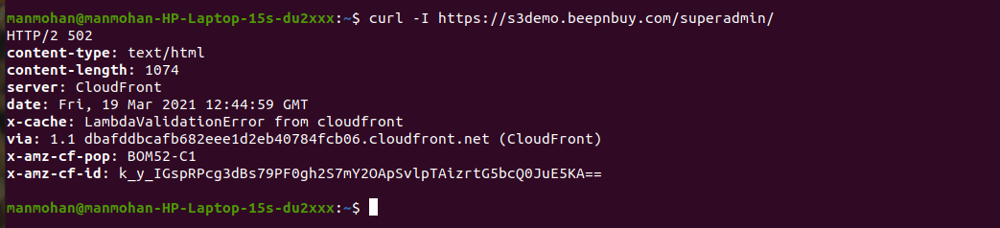 manmohan@manmohan-HP-Laptop-15s-du2xxx:~$ curl -I https://s3demo.beepnbuy.com/superadmin/
HTTP/2 502
content-type: text/html
content-length: 1074
server: CloudFront
date: Fri, 19 Mar 2021 12:44:59 GMT
x-cache: LambdaValidationError from cloudfront
via: 1.1 dbafddbcafb682eee1d2eb40784fcb06.cloudfront.net (CloudFront)
x-amz-cf-pop: BOM52-C1
x-amz-cf-id: k_y_IGspRPcg3dBs79PF0gh2S7mY2OApSvlpTAizrtG5bcQ0JuE5KA==
manmohan@manmohan-HP-Laptop-15s-du2xxx:~$